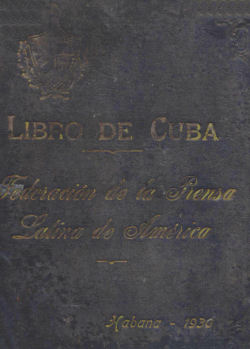 LIBRO DE CUBA
Federación de la Prensa
Latina de América
Habana - 1930